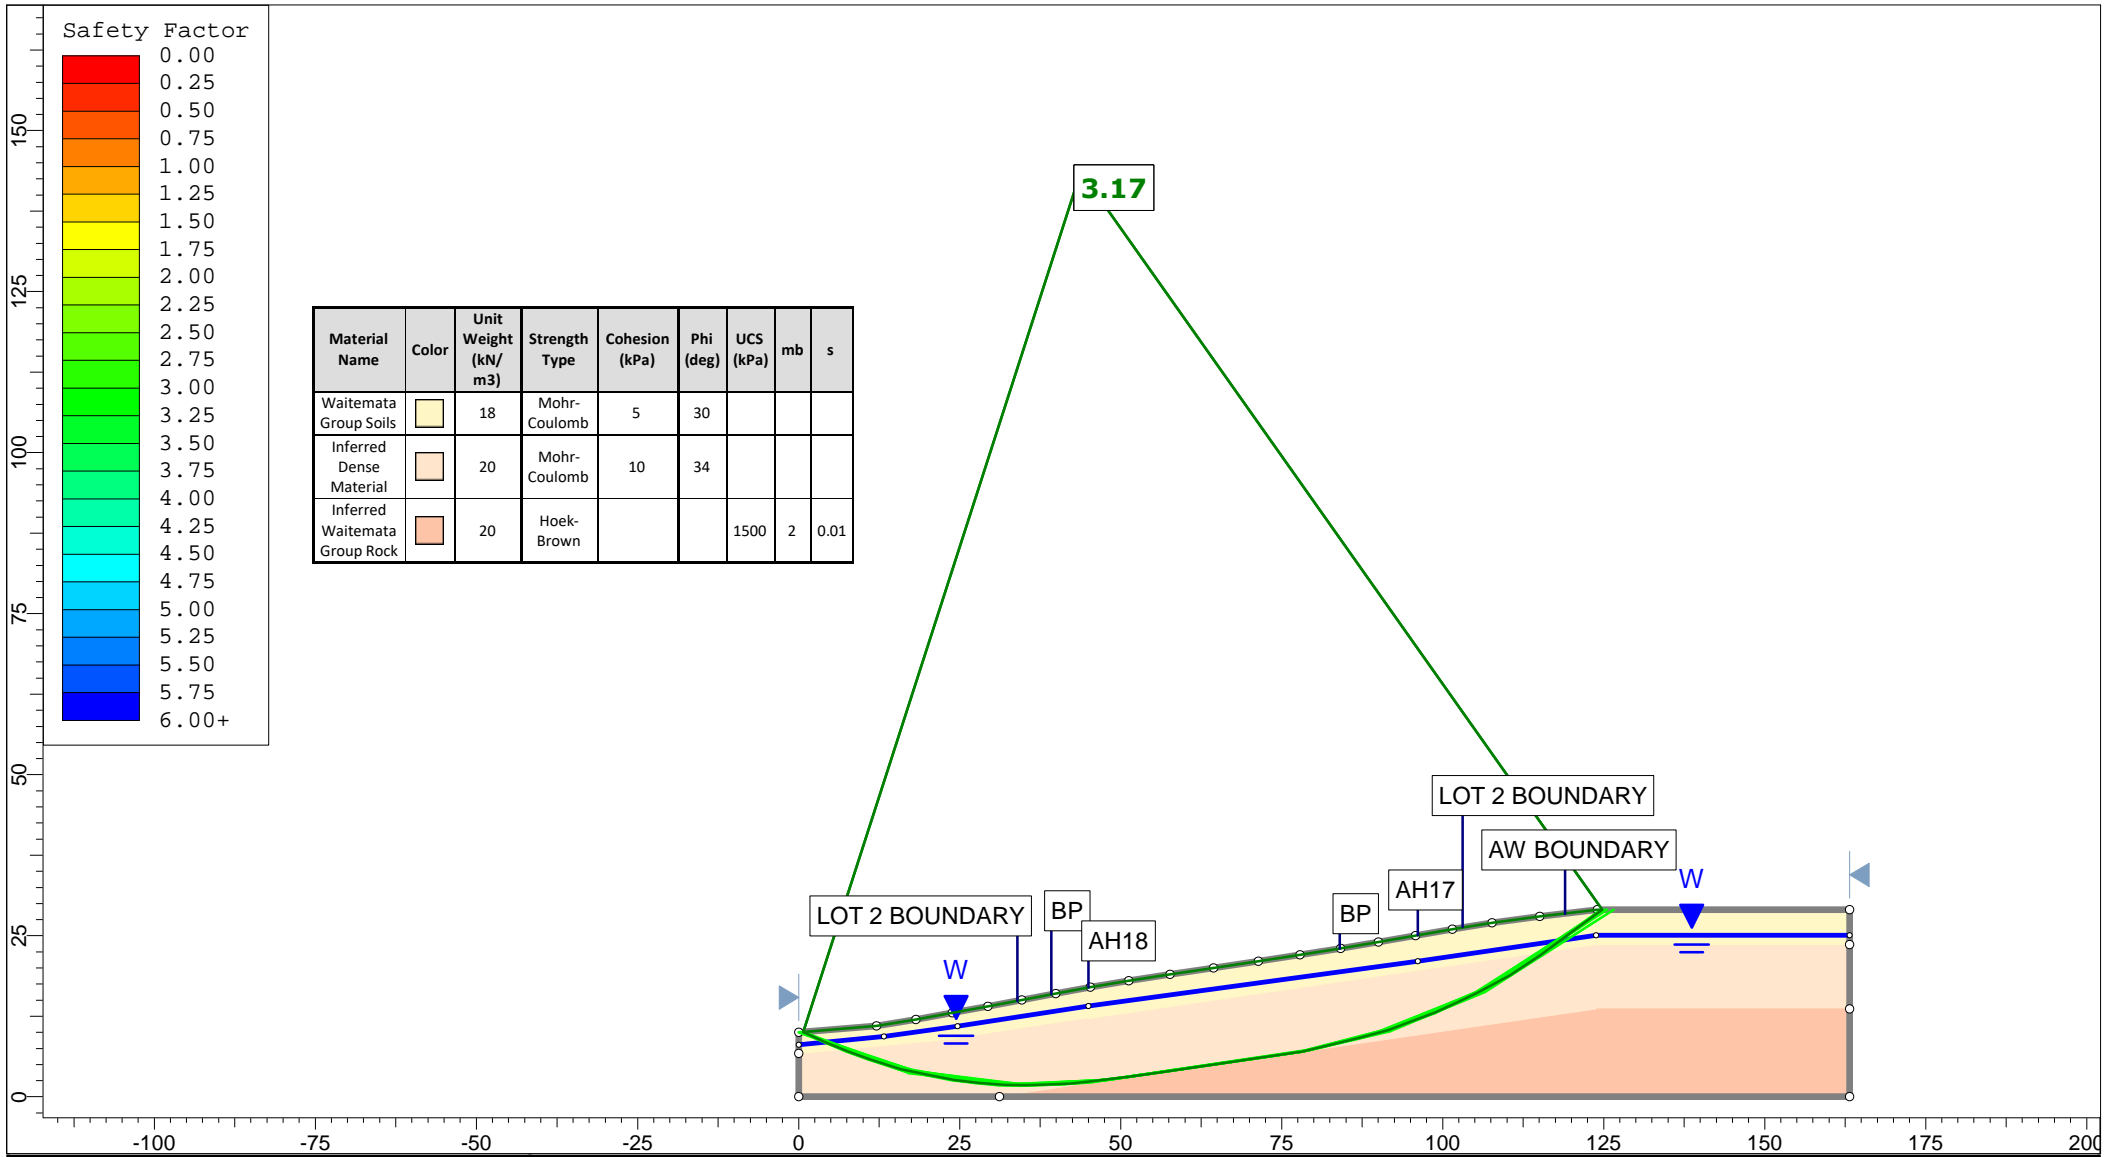 Safety Factor
0.00
0.25
0.50
0.75
1.00
1.25
1.50
1.75
2.00
2.25
2.50
2.75
3.00
3.25
3.50
3.75
4.00
4.25
4.50
4.75
5.00
5.25
5.50
5.75
6.00+
3.17
Material Name Color Unit Weight (kN/m3) Strength Type Cohesion (kPa) Phi (deg) UCS (kPa) mb s
Waitemata Group Soils 18 Mohr-Coulomb 5 30
Inferred Dense Material 20 Mohr-Coulomb 10 34
Inferred Waitemata Group Rock 20 Hoek-Brown 1500 2 0.01
LOT 2 BOUNDARY
AW BOUNDARY
W
AH17
BP
LOT 2 BOUNDARY
BP
AH18
W
150
125
100
75
50
25
0
-100 -75 -50 -25 0 25 50 75 100 125 150 175 200